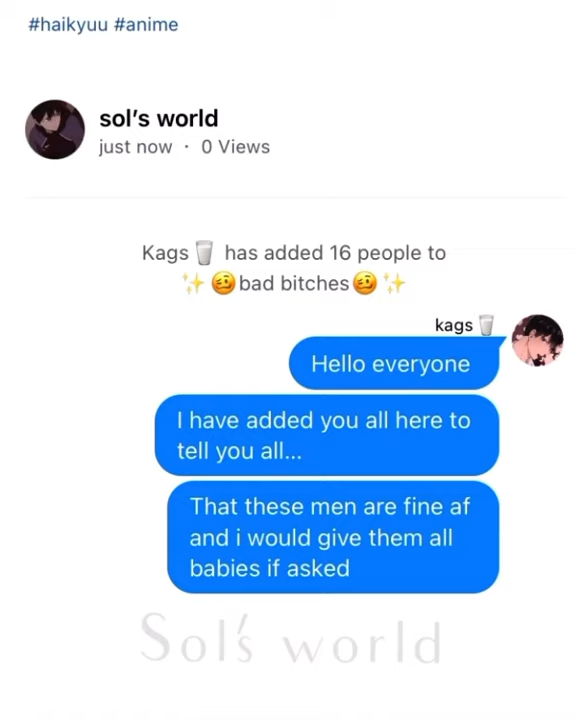 #haikyuu #anime
sol's world
just now · 0 Views
Kags🥛 has added 16 people to
✨🥴bad bitches🥴✨
kags🥛
Hello everyone
I have added you all here to
tell you all...
That these men are fine af
and i would give them all
babies if asked
Sol's world